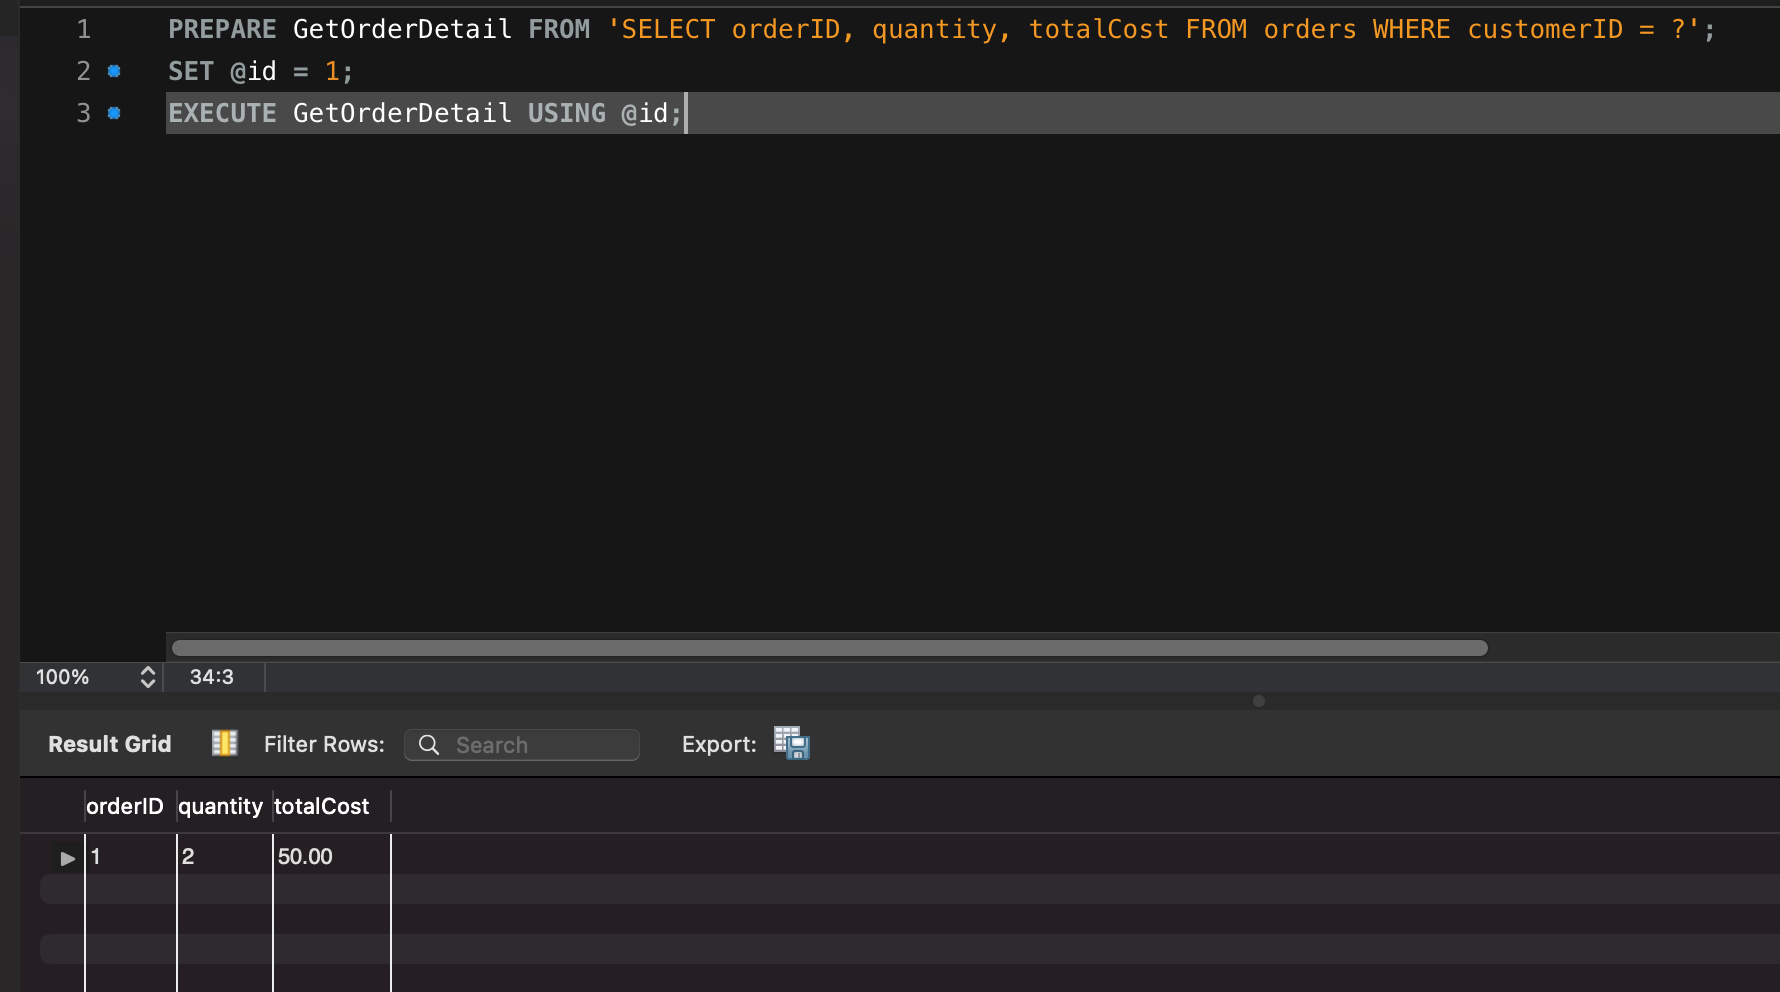 1 PREPARE GetOrderDetail FROM 'SELECT orderID, quantity, totalCost FROM orders WHERE customerID = ?';
2 SET @id = 1;
3 EXECUTE GetOrderDetail USING @id;
100% 34:3
Result Grid Filter Rows: Search Export:
orderID quantity totalCost
1 2 50.00